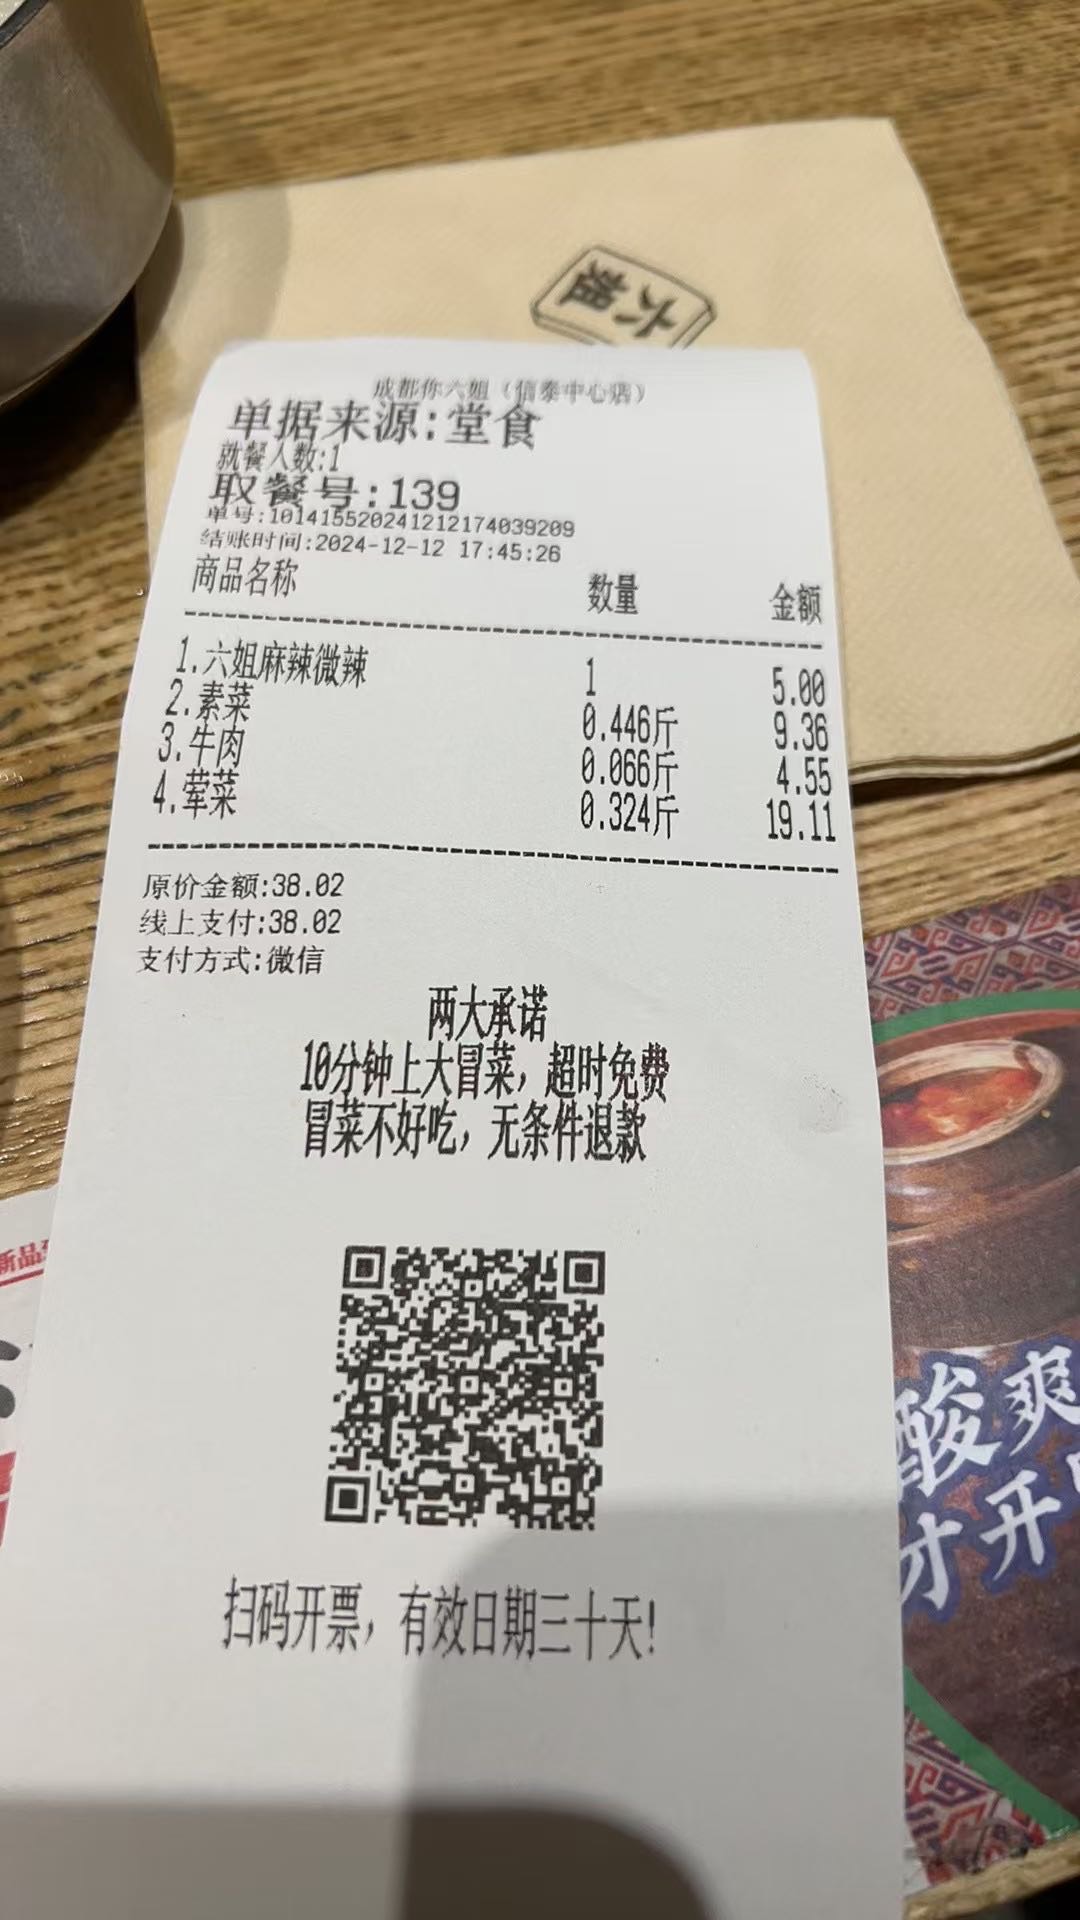 六姐
成都你六姐（信泰中心店）
单据来源:堂食
就餐人数:1
取餐号:139
单号:101415520241212174039209
结账时间:2024-12-12 17:45:26
商品名称 数量 金额
1.六姐麻辣微辣 1 5.00
2.素菜 0.446斤 9.36
3.牛肉 0.066斤 4.55
4.荤菜 0.324斤 19.11
原价金额:38.02
线上支付:38.02
支付方式:微信
两大承诺
10分钟上大冒菜，超时免费
冒菜不好吃，无条件退款
新品
酸爽
才开
扫码开票，有效日期三十天!